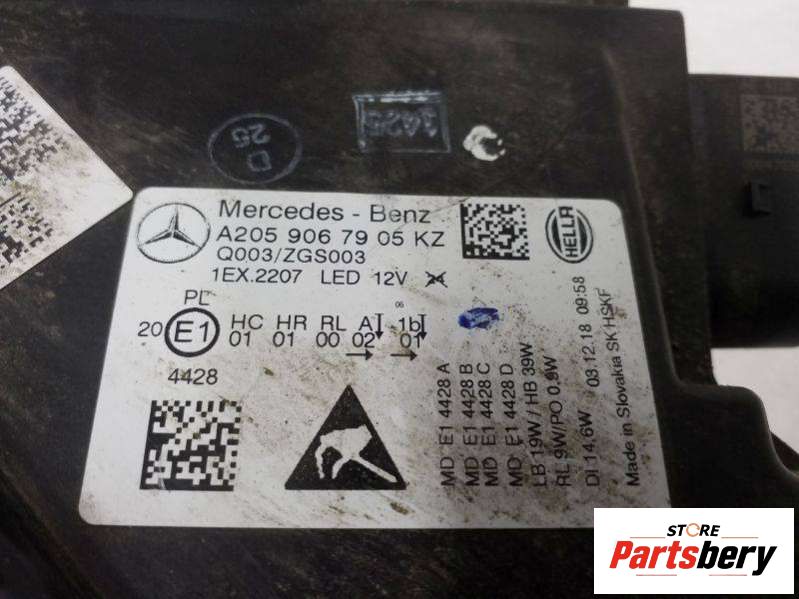 D
25
1425
Mercedes - Benz
A205 906 79 05 KZ
Q003/ZGS003
1EX.2207 LED 12V
HELLA
PL
20 E1
HC HR RL A 1b
01 01 00 02 01
06
4428
MD E1 4428 A
MD E1 4428 B
MD E1 4428 C
MD E1 4428 D
LB 19W / HB 39W
RL 9W/PO 0.9W
DI 14.6W 03.12.18 09:58
Made in Slovakia SK HSKF
STORE
Partsbery